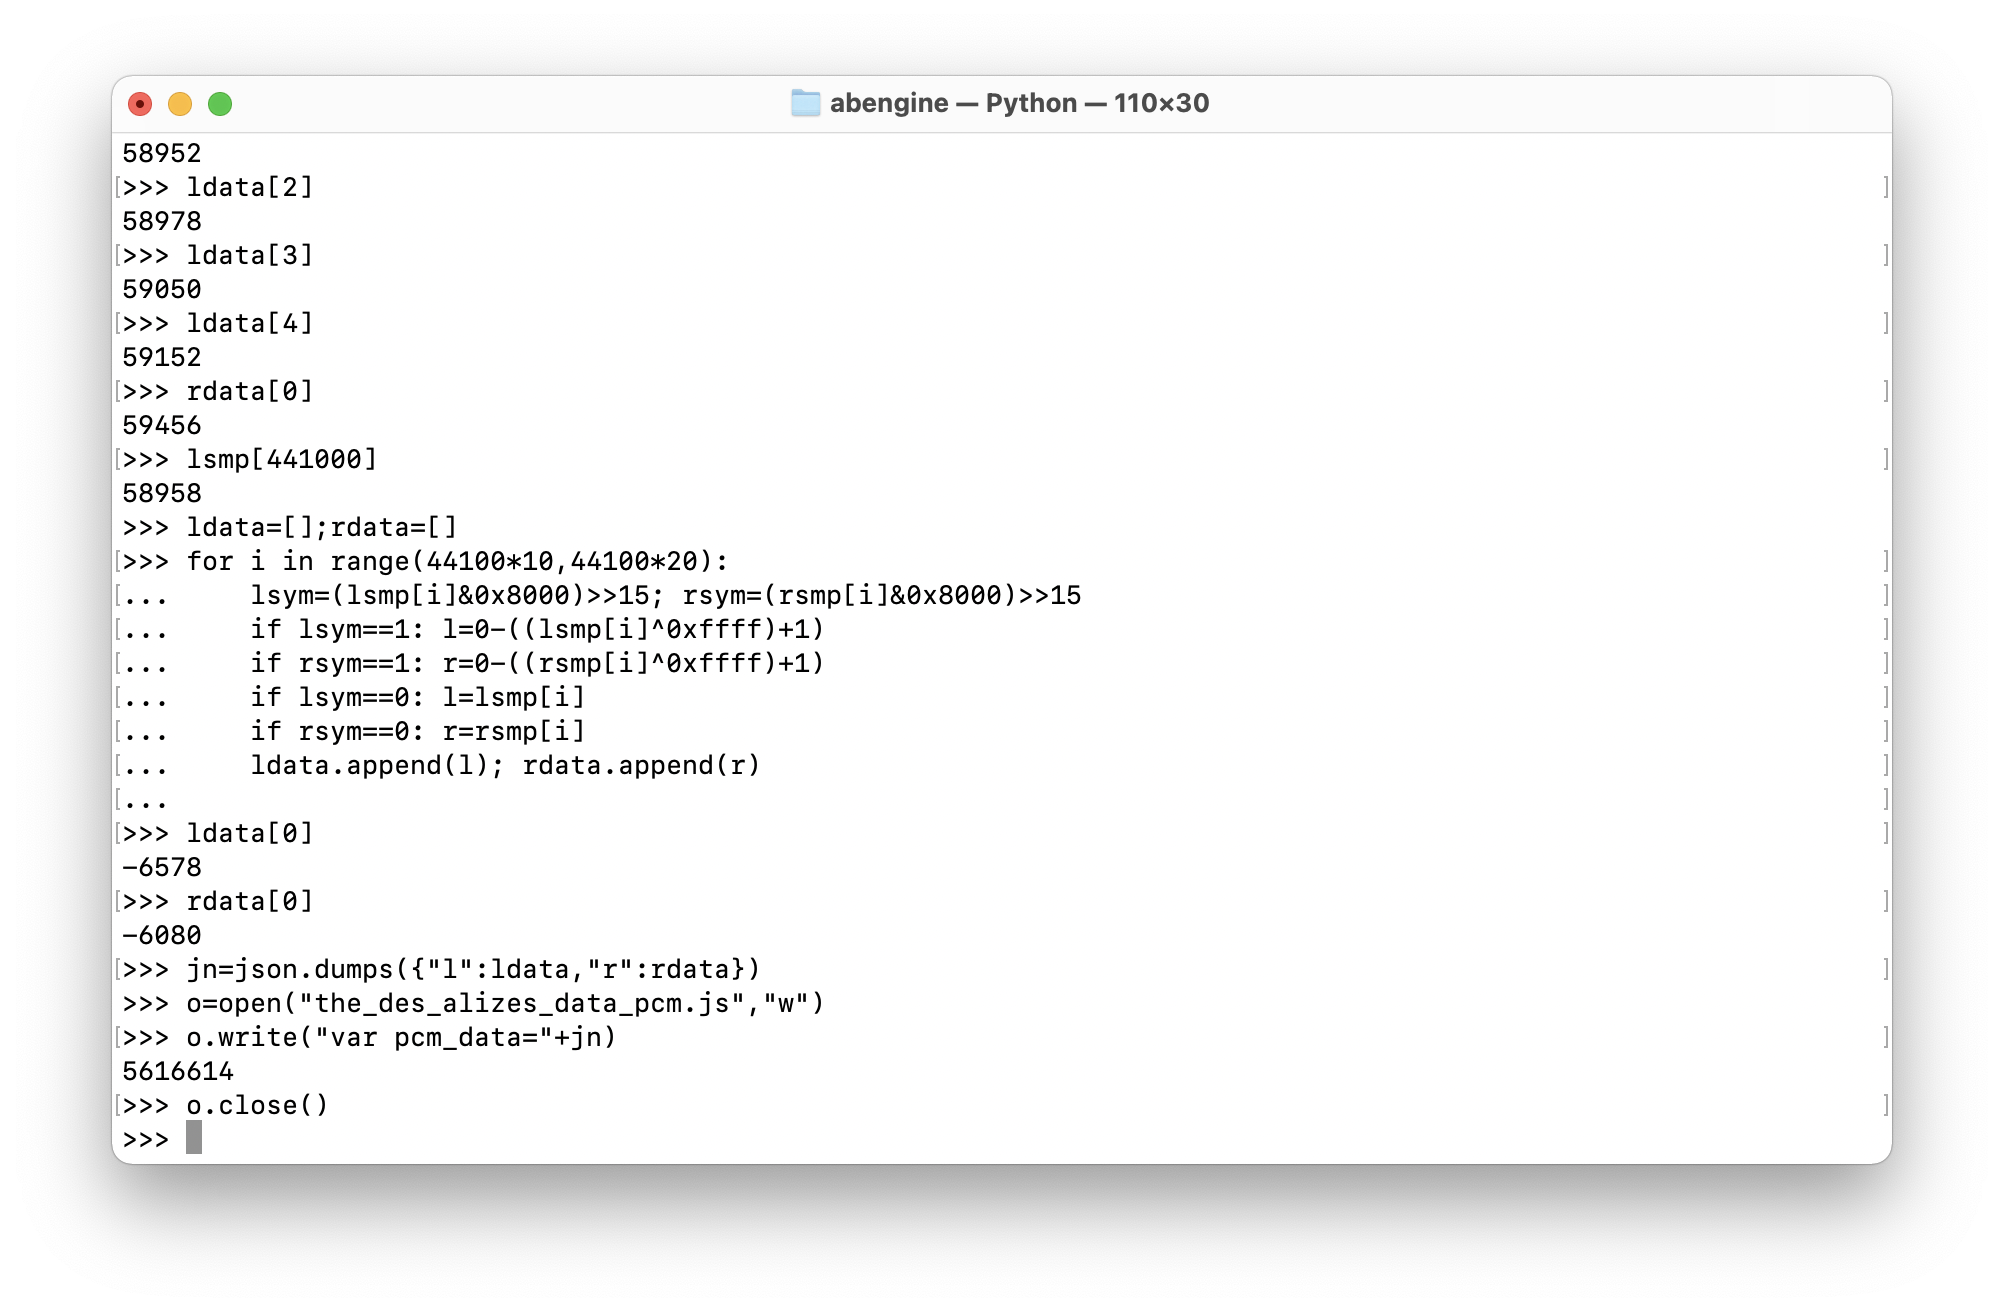 abengine — Python — 110×30
58952
>>> ldata[2]
58978
>>> ldata[3]
59050
>>> ldata[4]
59152
>>> rdata[0]
59456
>>> lsmp[441000]
58958
>>> ldata=[];rdata=[]
>>> for i in range(44100*10,44100*20):
...     lsym=(lsmp[i]&0x8000)>>15; rsym=(rsmp[i]&0x8000)>>15
...     if lsym==1: l=0-((lsmp[i]^0xffff)+1)
...     if rsym==1: r=0-((rsmp[i]^0xffff)+1)
...     if lsym==0: l=lsmp[i]
...     if rsym==0: r=rsmp[i]
...     ldata.append(l); rdata.append(r)
...
>>> ldata[0]
-6578
>>> rdata[0]
-6080
>>> jn=json.dumps({"l":ldata,"r":rdata})
>>> o=open("the_des_alizes_data_pcm.js","w")
>>> o.write("var pcm_data="+jn)
5616614
>>> o.close()
>>>